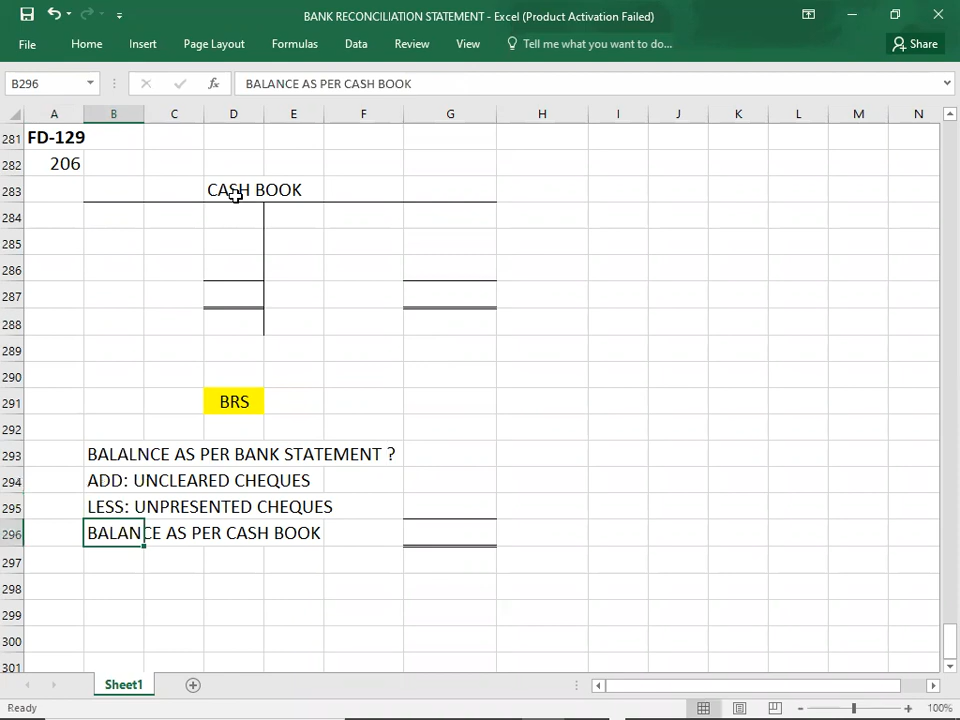 BANK RECONCILIATION STATEMENT - Excel (Product Activation Failed)
File Home Insert Page Layout Formulas Data Review View Tell me what you want to do... Share
B296 fx BALANCE AS PER CASH BOOK
A B C D E F G H I J K L M N
281 FD-129
282 206
283 CASH BOOK
284
285
286
287
288
289
290
291 BRS
292
293 BALALNCE AS PER BANK STATEMENT ?
294 ADD: UNCLEARED CHEQUES
295 LESS: UNPRESENTED CHEQUES
296 BALANCE AS PER CASH BOOK
297
298
299
300
301
Sheet1
Ready 100%